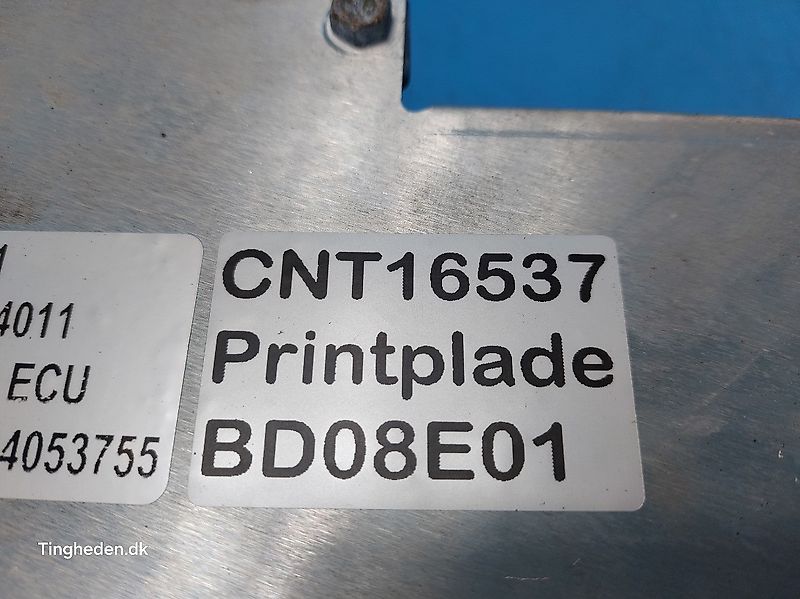 4011
ECU
4053755
CNT16537
Printplade
BD08E01
Tingheden.dk